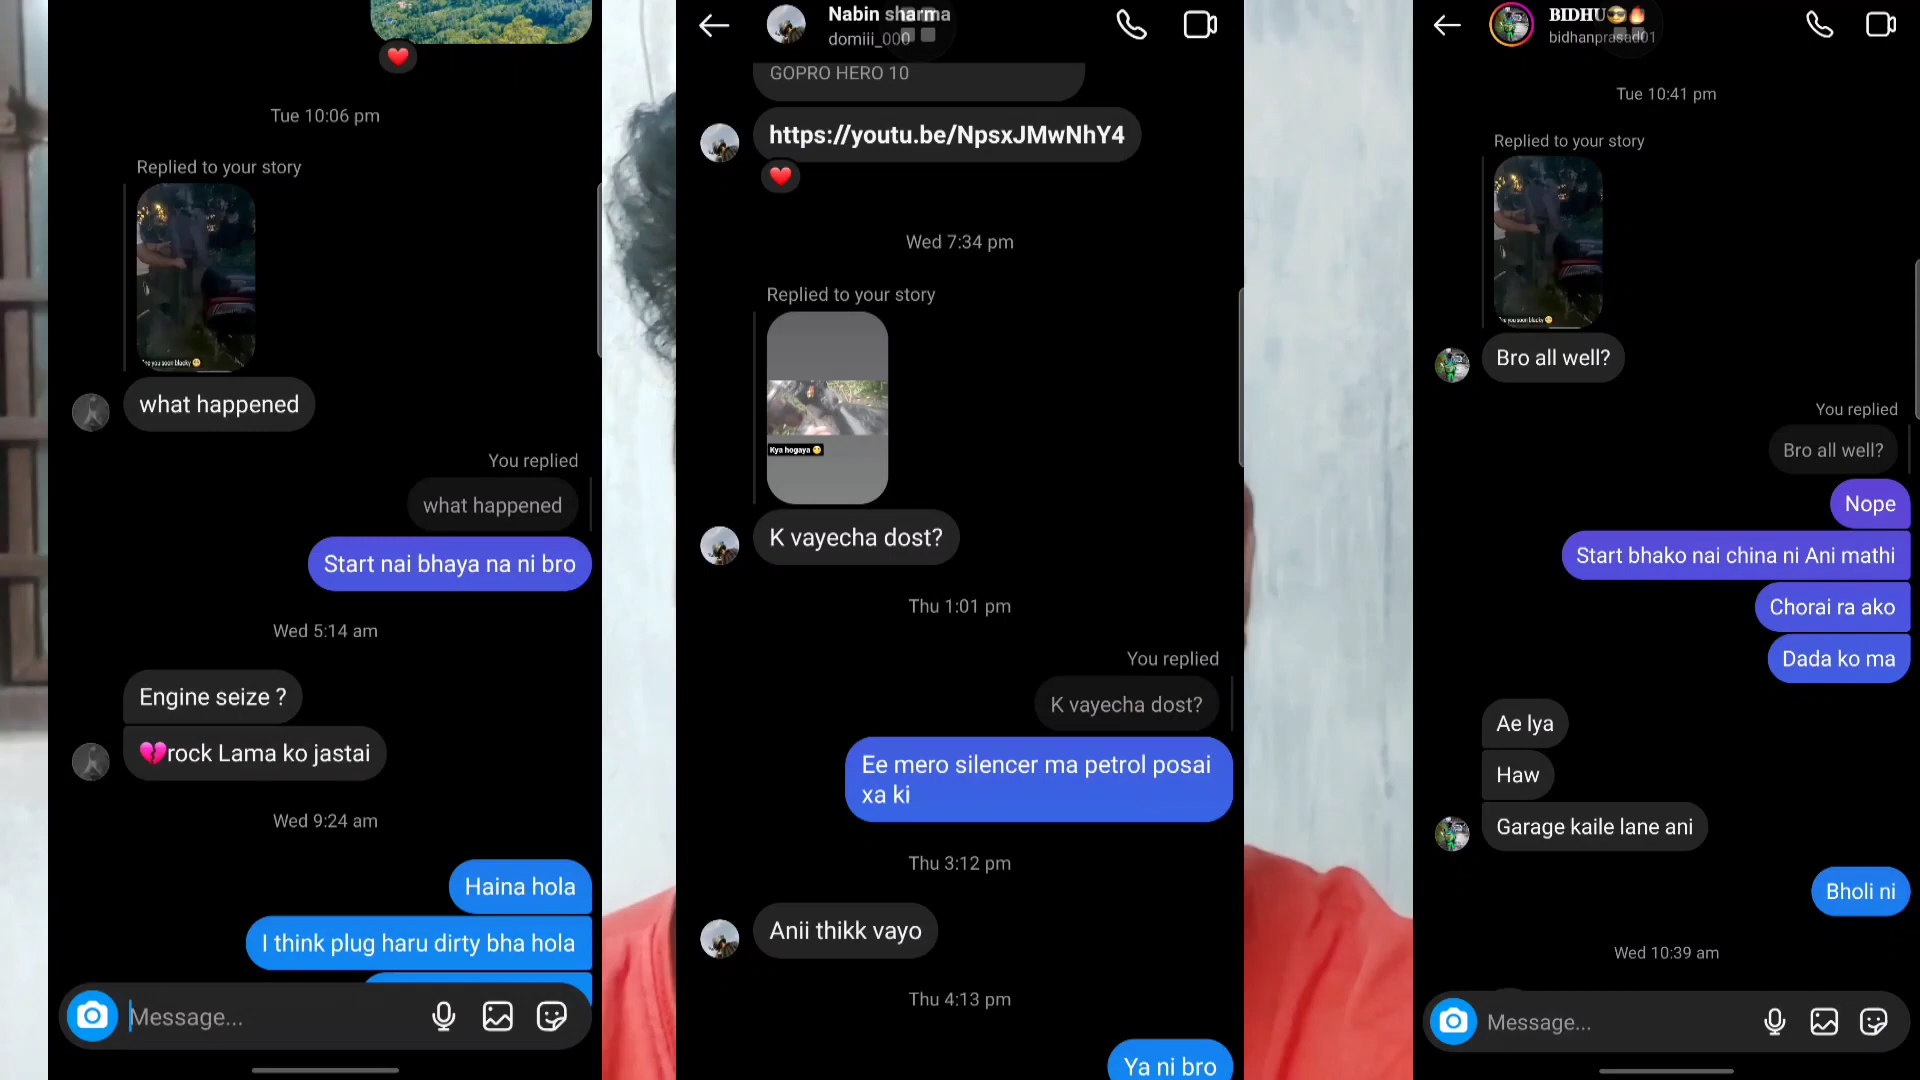 Tue 10:06 pm
Replied to your story
you soon blacky
what happened
You replied
what happened
Start nai bhaya na ni bro
Wed 5:14 am
Engine seize ?
💔rock Lama ko jastai
Wed 9:24 am
Haina hola
I think plug haru dirty bha hola
Message...
Nabin sharma
domiii_000
GOPRO HERO 10
https://youtu.be/NpsxJMwNhY4
Wed 7:34 pm
Replied to your story
Kya hogaya
K vayecha dost?
Thu 1:01 pm
You replied
K vayecha dost?
Ee mero silencer ma petrol posai
xa ki
Thu 3:12 pm
Anii thikk vayo
Thu 4:13 pm
Ya ni bro
BIDHU😎🔥
bidhanprasad01
Tue 10:41 pm
Replied to your story
you soon blacky
Bro all well?
You replied
Bro all well?
Nope
Start bhako nai china ni Ani mathi
Chorai ra ako
Dada ko ma
Ae lya
Haw
Garage kaile lane ani
Bholi ni
Wed 10:39 am
Message...